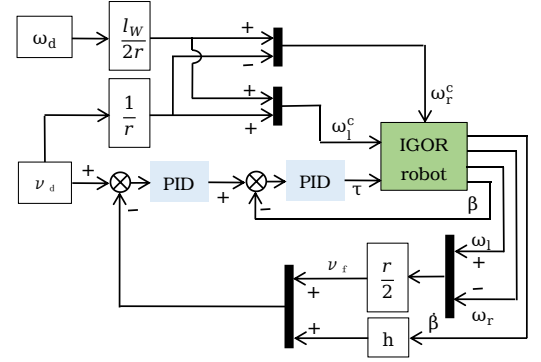 ω_d
l_W
2r
+
−
ω_r^c
1
r
+
+
ω_l^c
IGOR
robot
ν_d
+
−
PID
+
−
PID
τ
β
ω_l
+
−
ω_r
ν_f
r
2
+
+
h
β̇